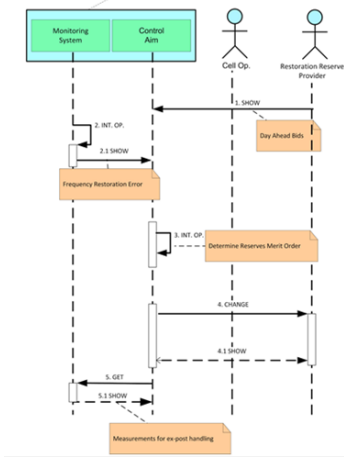 Monitoring
System
Control
Aim
Cell Op.
Restoration Reserve
Provider
1. SHOW
Day Ahead Bids
2. INT. OP.
2.1 SHOW
Frequency Restoration Error
3. INT. OP.
Determine Reserves Merit Order
4. CHANGE
4.1 SHOW
5. GET
5.1 SHOW
Measurements for ex-post handling